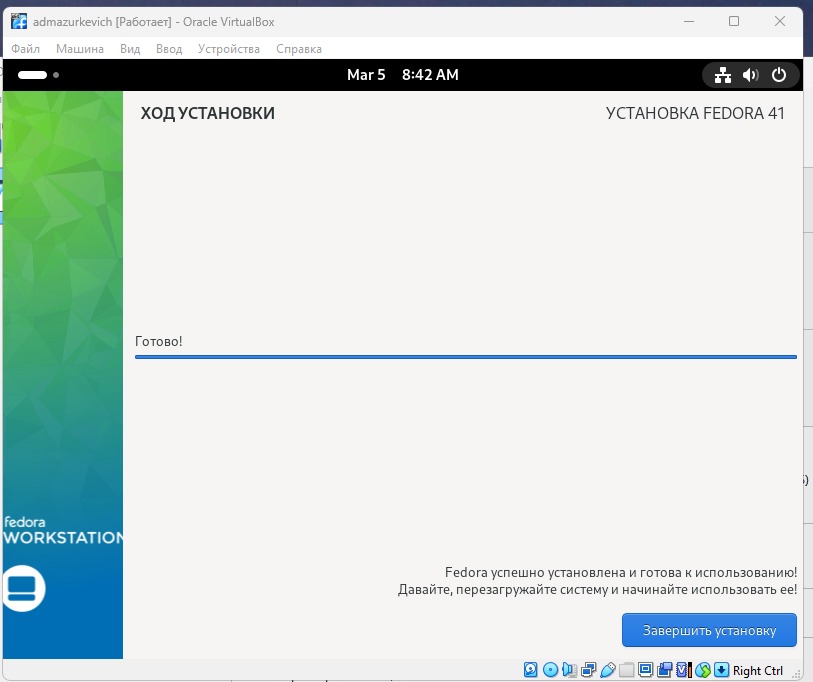 admazurkevich [Работает] - Oracle VirtualBox
Файл Машина Вид Ввод Устройства Справка
Mar 5 8:42 AM
ХОД УСТАНОВКИ
УСТАНОВКА FEDORA 41
Готово!
fedora
WORKSTATION
Fedora успешно установлена и готова к использованию!
Давайте, перезагружайте систему и начинайте использовать ее!
Завершить установку
Right Ctrl